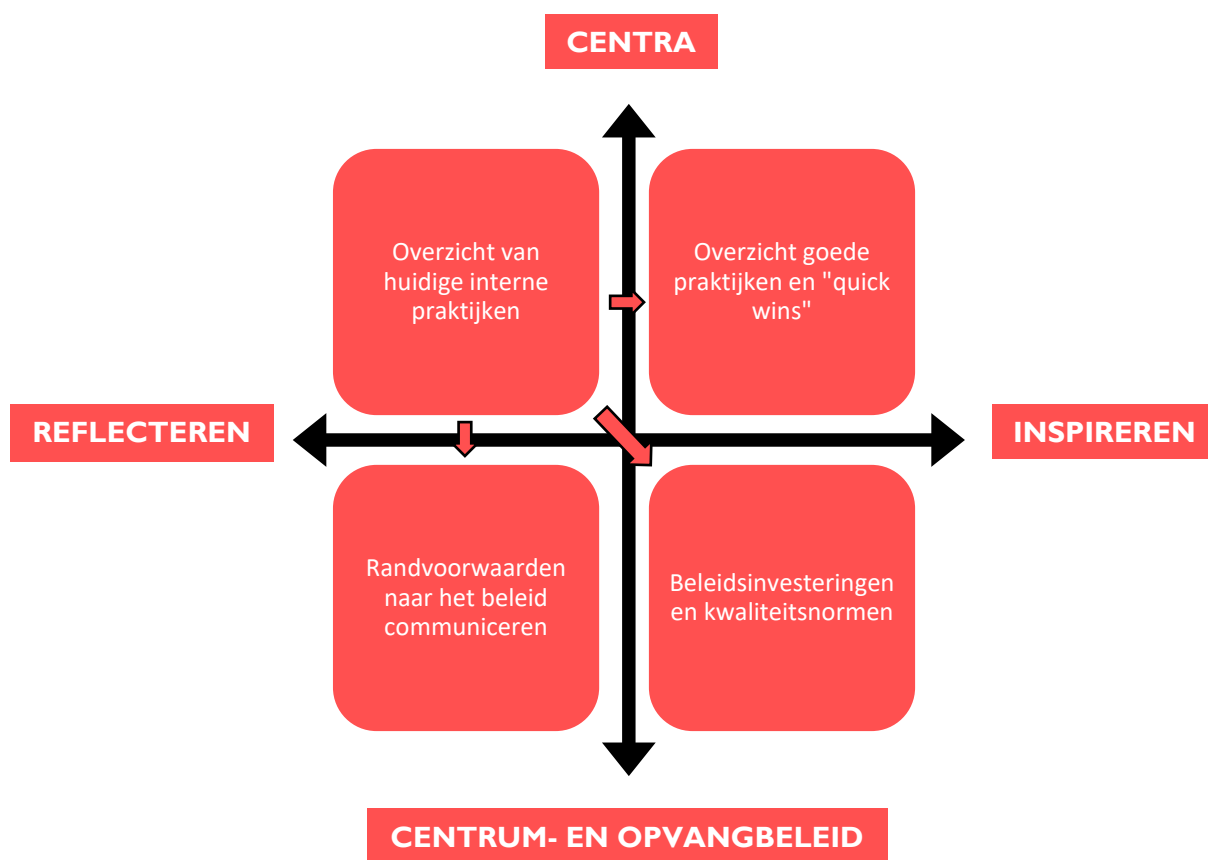 CENTRA
Overzicht van
huidige interne
praktijken
Overzicht goede
praktijken en "quick
wins"
REFLECTEREN
INSPIREREN
Randvoorwaarden
naar het beleid
communiceren
Beleidsinvesteringen
en kwaliteitsnormen
CENTRUM- EN OPVANGBELEID